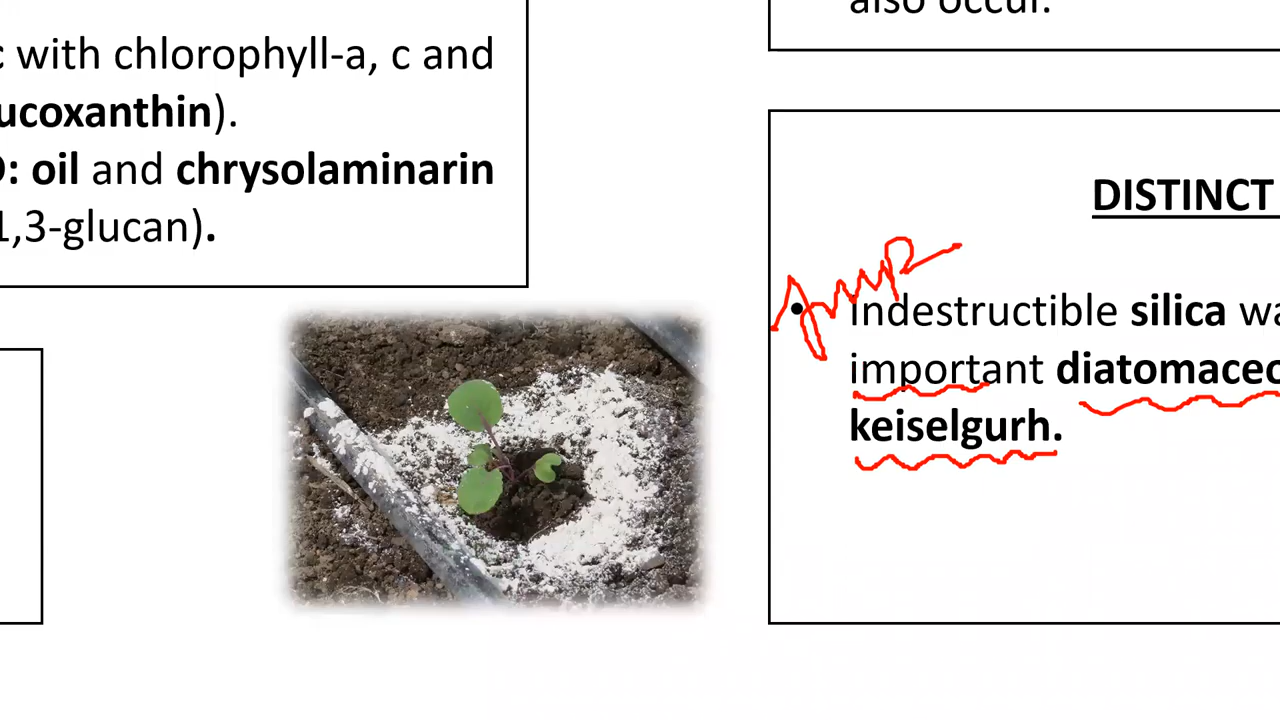 also occur.
c with chlorophyll-a, c and
ucoxanthin).
: oil and chrysolaminarin
1,3-glucan).
DISTINCT
Imp
Indestructible silica wa
important diatomaceo
keiselgurh.